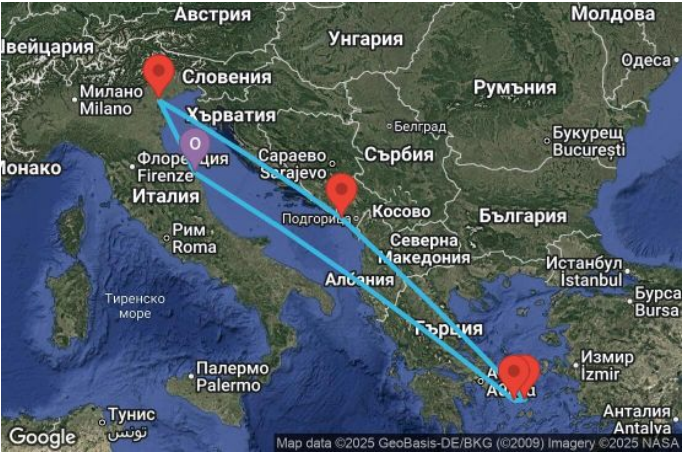 Австрия
Молдова
Швейцария
Унгария
Одеса
Словения
Милано
Milano
Румъния
Хърватия
Белград
Букурещ
București
O
Сараево
Sarajevo
Сърбия
Монако
Firenze
Италия
Подгорица
Косово
България
Рим
Roma
Северна
Македония
Истанбул
İstanbul
Албания
Бурса
Bursa
Тиренско
море
Гърция
Палермо
Palermo
Измир
İzmir
Тунис
تونس
Анталия
Antalya
Google
Map data ©2025 GeoBasis-DE/BKG (©2009) Imagery ©2025 NASA